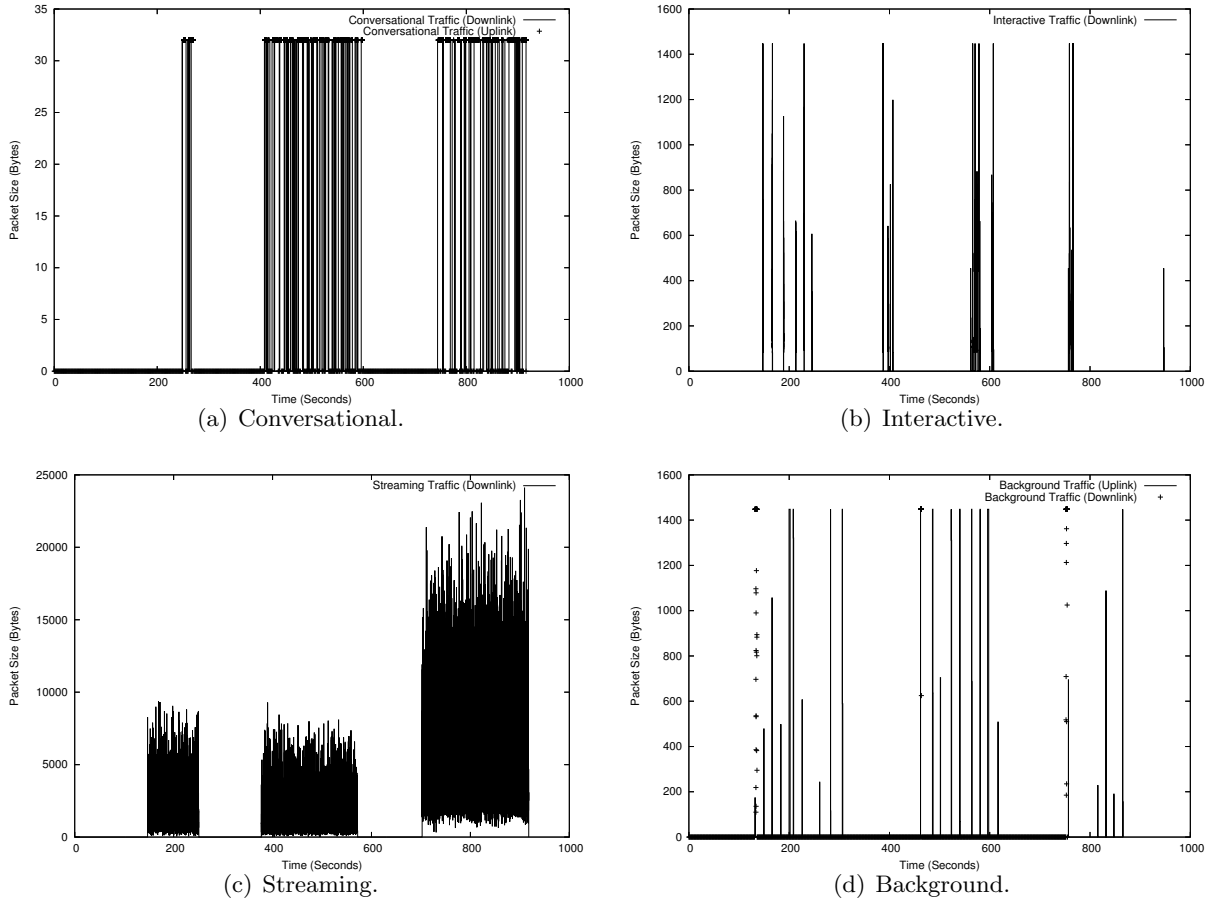 Conversational Traffic (Downlink)
Conversational Traffic (Uplink)
35
30
25
20
15
10
5
0
Packet Size (Bytes)
0 200 400 600 800 1000
Time (Seconds)
(a) Conversational.
Interactive Traffic (Downlink)
1600
1400
1200
1000
800
600
400
200
0
Packet Size (Bytes)
0 200 400 600 800 1000
Time (Seconds)
(b) Interactive.
Streaming Traffic (Downlink)
25000
20000
15000
10000
5000
0
Packet Size (Bytes)
0 200 400 600 800 1000
Time (Seconds)
(c) Streaming.
Background Traffic (Uplink)
Background Traffic (Downlink)
1600
1400
1200
1000
800
600
400
200
0
Packet Size (Bytes)
0 200 400 600 800 1000
Time (Seconds)
(d) Background.